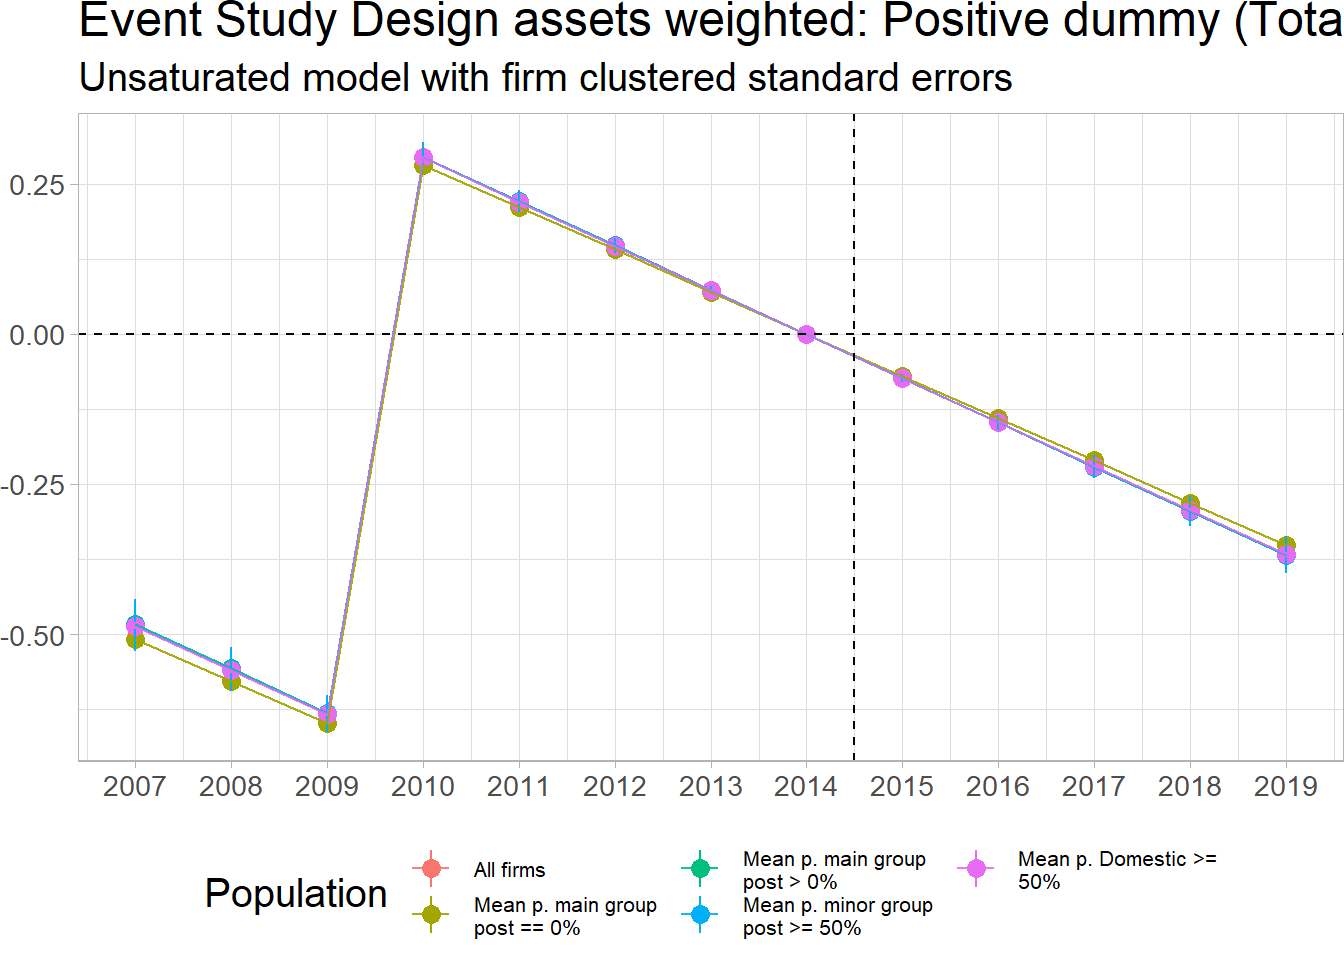 Event Study Design assets weighted: Positive dummy (Tota
Unsaturated model with firm clustered standard errors
0.25
0.00
-0.25
-0.50
2007 2008 2009 2010 2011 2012 2013 2014 2015 2016 2017 2018 2019
Population
All firms
Mean p. main group
post == 0%
Mean p. main group
post > 0%
Mean p. minor group
post >= 50%
Mean p. Domestic >=
50%